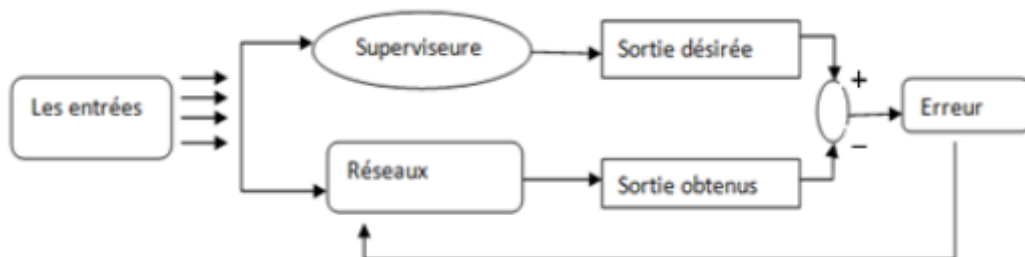 Superviseure
Sortie désirée
+
Les entrées
Erreur
−
Réseaux
Sortie obtenus